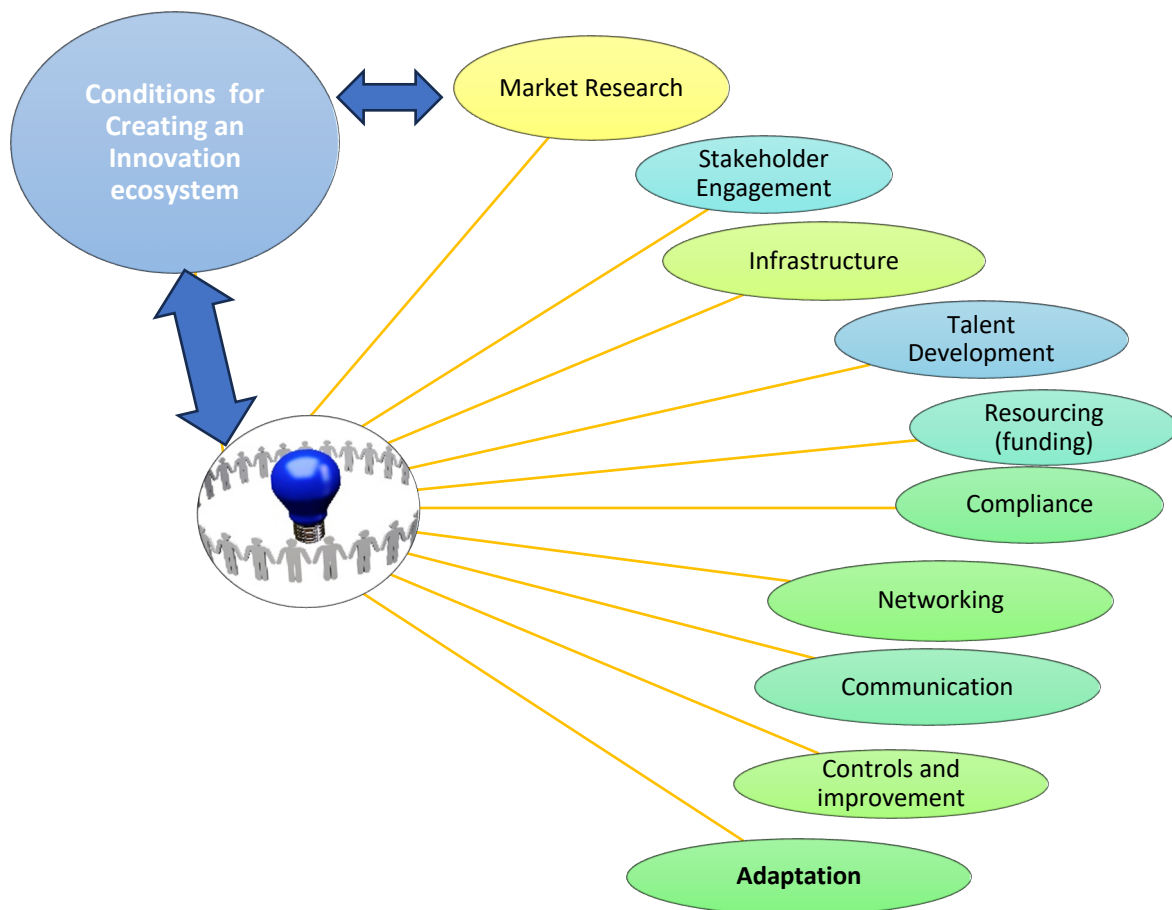 Conditions for
Creating an
Innovation
ecosystem
Market Research
Stakeholder
Engagement
Infrastructure
Talent
Development
Resourcing
(funding)
Compliance
Networking
Communication
Controls and
improvement
Adaptation